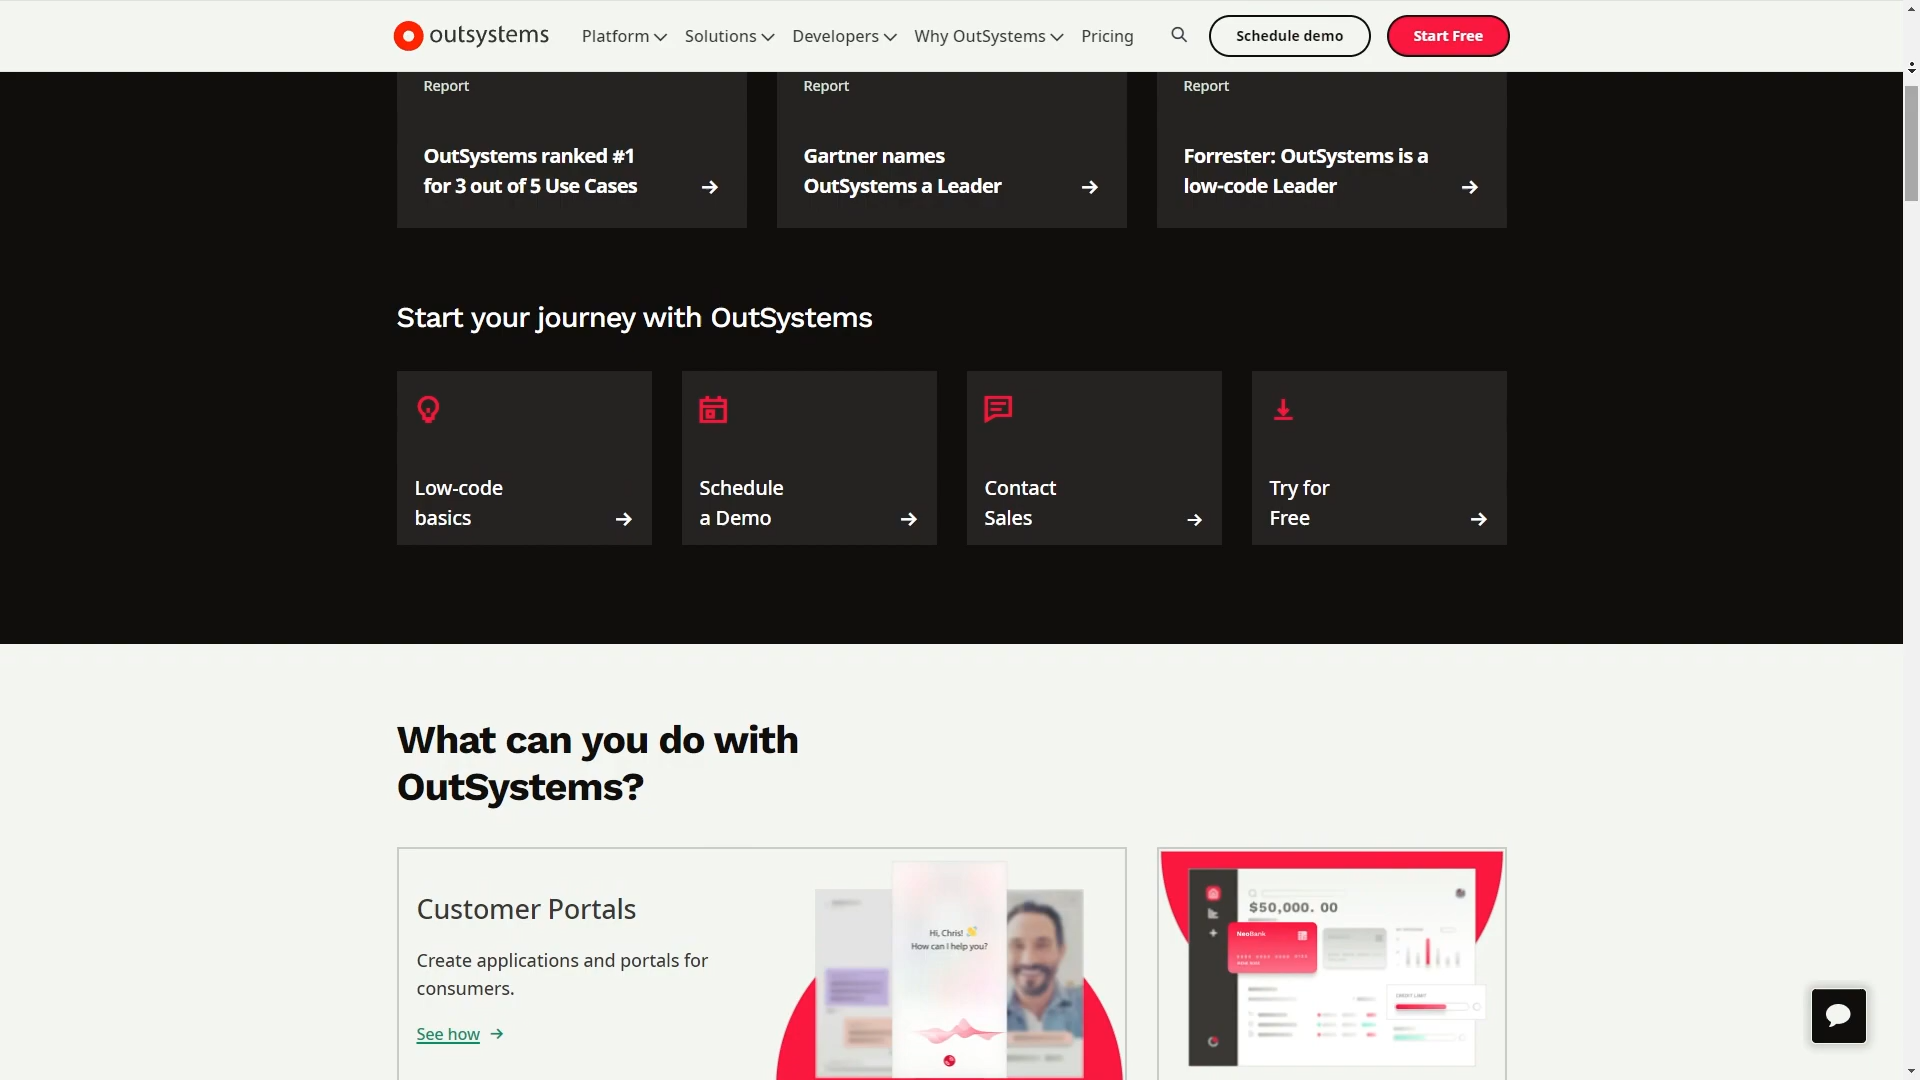 outsystems
Platform
Solutions
Developers
Why OutSystems
Pricing
Schedule demo
Start Free
Report
OutSystems ranked #1
for 3 out of 5 Use Cases
Report
Gartner names
OutSystems a Leader
Report
Forrester: OutSystems is a
low-code Leader
Start your journey with OutSystems
Low-code
basics
Schedule
a Demo
Contact
Sales
Try for
Free
What can you do with
OutSystems?
Customer Portals
Create applications and portals for
consumers.
See how
Hi, Chris! 👋
How can I help you?
$50,000. 00
NeoBank
CREDIT LIMIT